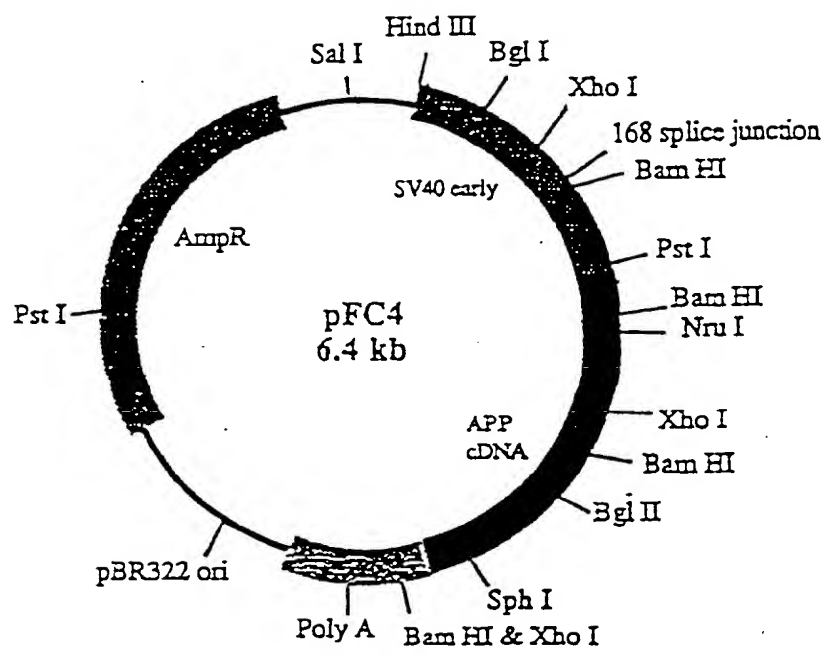 Hind III
Sal I
Bgl I
Xho I
168 splice junction
Bam HI
SV40 early
AmpR
Pst I
Pst I
Bam HI
pFC4
6.4 kb
Nru I
Xho I
APP
cDNA
Bam HI
Bgl II
pBR322 ori
Sph I
Poly A
Bam HI & Xho I